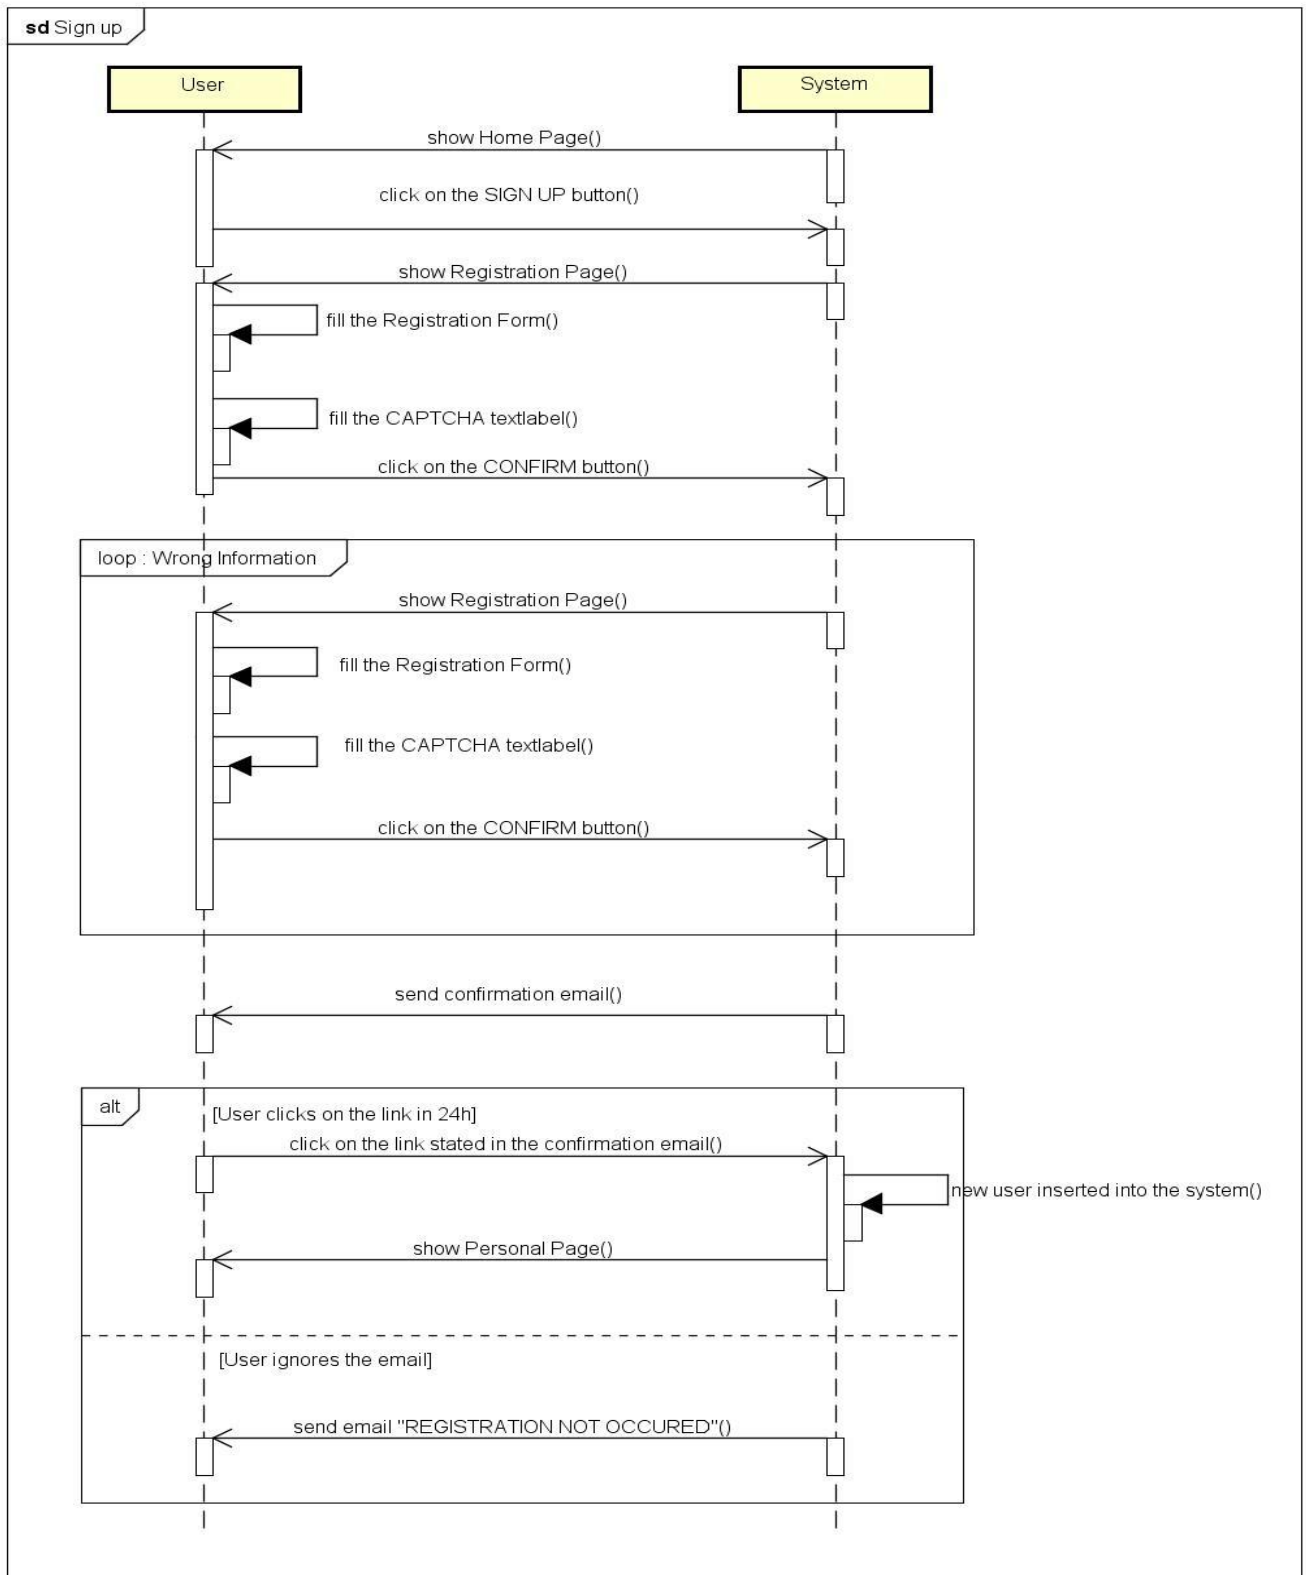 sd Sign up
User
System
show Home Page()
click on the SIGN UP button()
show Registration Page()
fill the Registration Form()
fill the CAPTCHA textlabel()
click on the CONFIRM button()
loop : Wrong Information
show Registration Page()
fill the Registration Form()
fill the CAPTCHA textlabel()
click on the CONFIRM button()
send confirmation email()
alt
[User clicks on the link in 24h]
click on the link stated in the confirmation email()
new user inserted into the system()
show Personal Page()
[User ignores the email]
send email "REGISTRATION NOT OCCURED"()